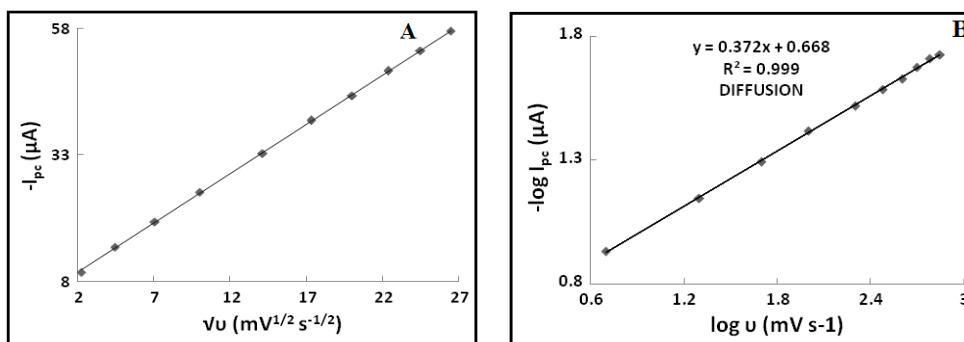 A
58
33
8
-Ipc (µA)
2 7 12 17 22 27
√υ (mV1/2 s-1/2)
B
1.8
1.3
0.8
-log Ipc (µA)
y = 0.372x + 0.668
R2 = 0.999
DIFFUSION
0.6 1.2 1.8 2.4 3
log υ (mV s-1)